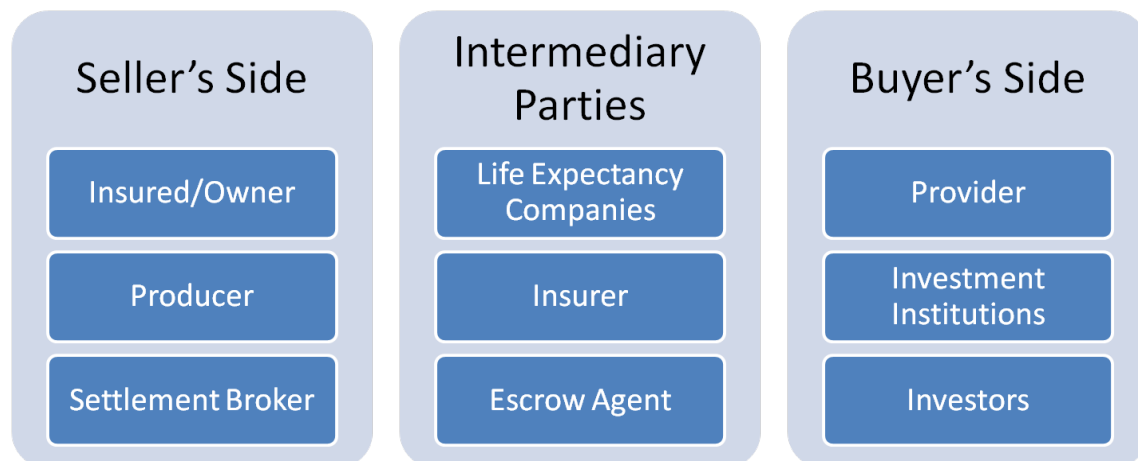 Seller’s Side
Insured/Owner
Producer
Settlement Broker
Intermediary
Parties
Life Expectancy
Companies
Insurer
Escrow Agent
Buyer’s Side
Provider
Investment
Institutions
Investors